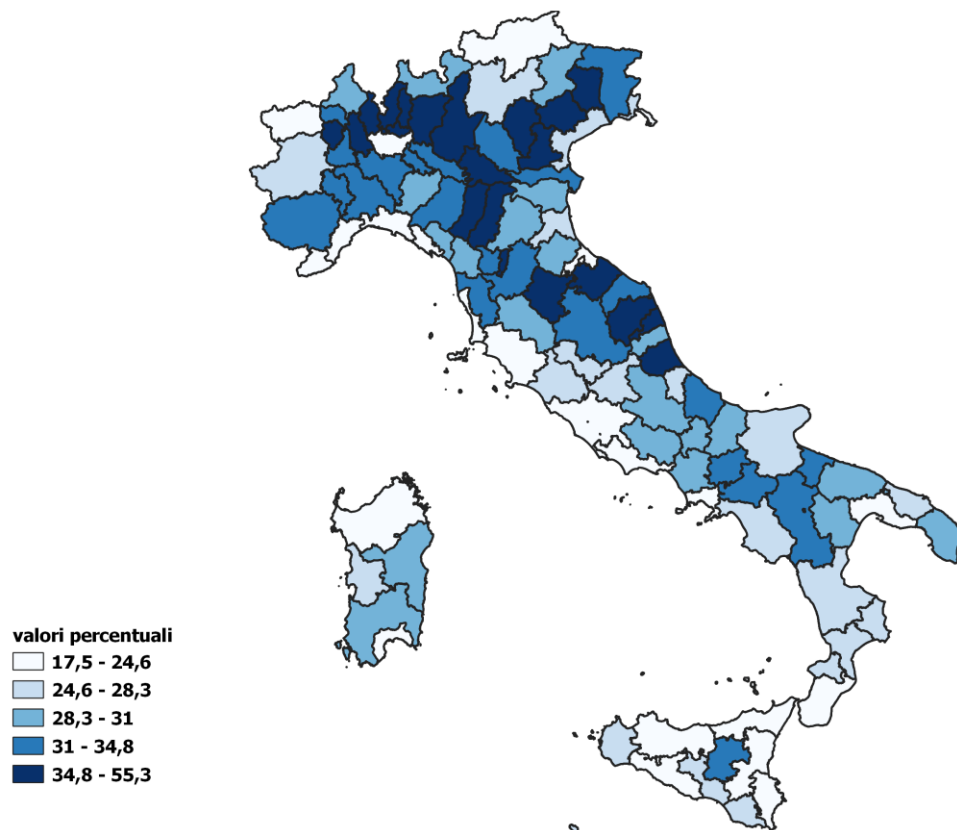 valori percentuali
17,5 - 24,6
24,6 - 28,3
28,3 - 31
31 - 34,8
34,8 - 55,3